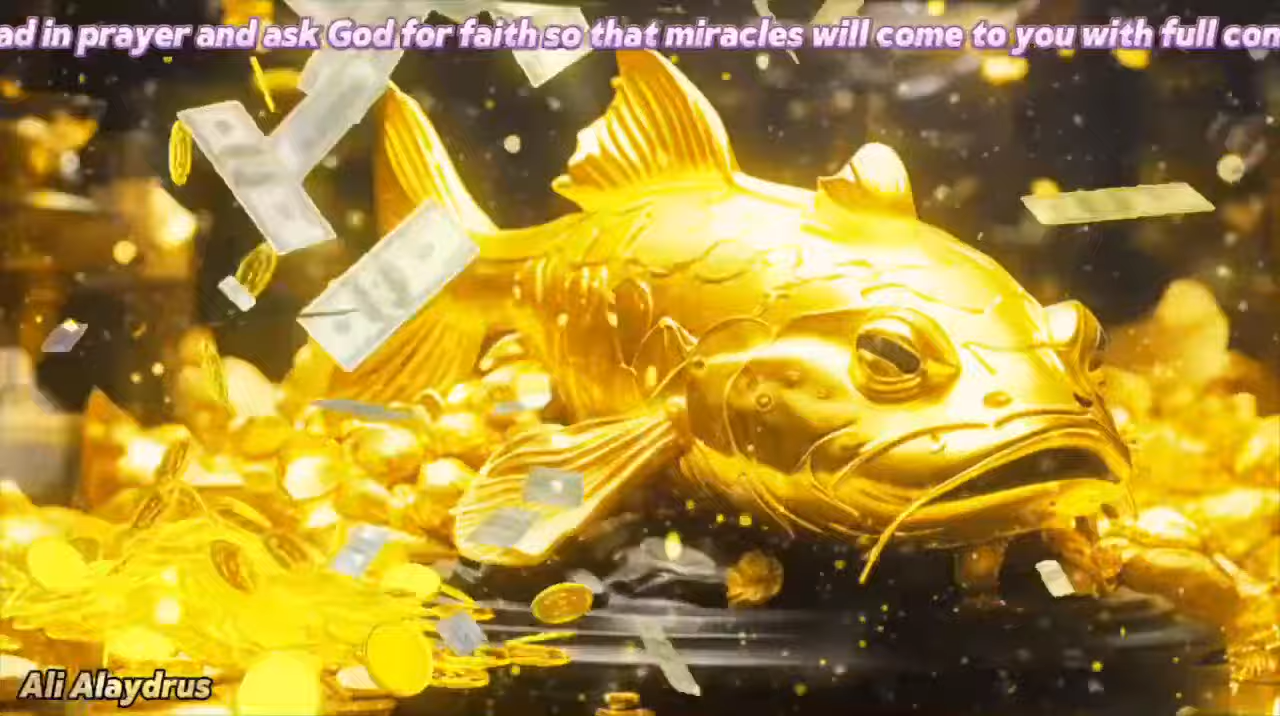 ad in prayer and ask God for faith so that miracles will come to you with full con
Ali Alaydrus